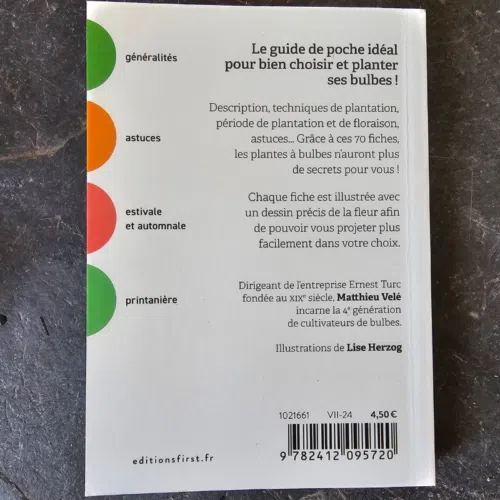 généralités
astuces
estivale
et automnale
printanière
Le guide de poche idéal
pour bien choisir et planter
ses bulbes !
Description, techniques de plantation,
période de plantation et de floraison,
astuces... Grâce à ces 70 fiches,
les plantes à bulbes n'auront plus
de secrets pour vous !
Chaque fiche est illustrée avec
un dessin précis de la fleur afin
de pouvoir vous projeter plus
facilement dans votre choix.
Dirigeant de l'entreprise Ernest Turc
fondée au XIXe siècle, Matthieu Velé
incarne la 4e génération
de cultivateurs de bulbes.
Illustrations de Lise Herzog
1021661 VII-24 4,50 €
9 782412 095720
editionsfirst.fr